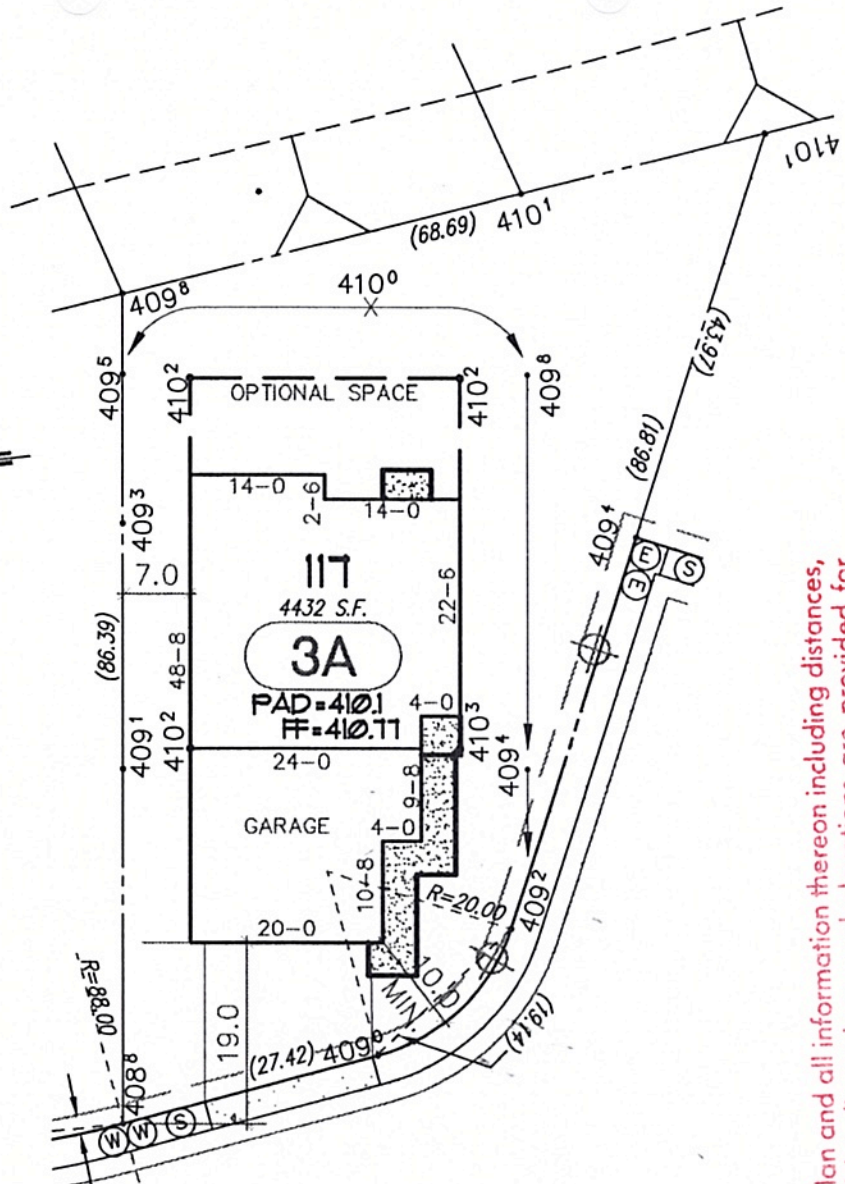 410¹
(68.69) 410¹
409⁸
410⁰
409⁵
410²
410²
409⁸
OPTIONAL SPACE
(43.97)
(86.81)
14-0
2-6
14-0
409³
409⁴
7.0
117
4432 S.F.
3A
PAD=410.1
FF=410.77
22-6
48-8
(86.39)
E
E
S
4-0
409¹
410²
24-0
410³
409⁴
9-8
GARAGE
4-0
10-8
R=20.00
409²
20-0
10.0
MIN.
R=88.00
19.0
(27.42)
409⁰
(19.14)
408⁸
W
W
S
lan and all information thereon including distances,